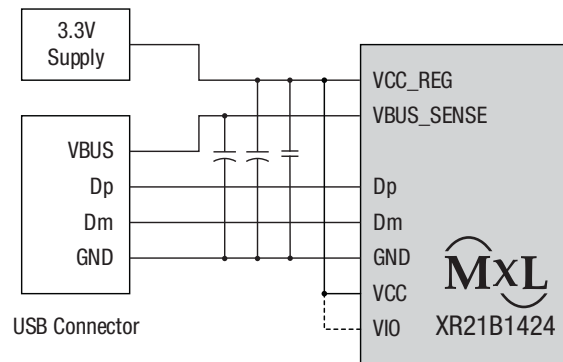 3.3V
Supply
VCC_REG
VBUS_SENSE
VBUS
Dp
Dm
GND
Dp
Dm
GND
VCC
VIO
MxL
XR21B1424
USB Connector